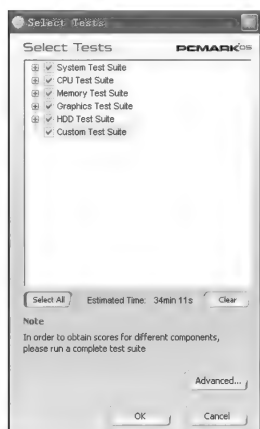 Select Tests
Select Tests PCMARK05
System Test Suite
CPU Test Suite
Memory Test Suite
Graphics Test Suite
HDD Test Suite
Custom Test Suite
Select All Estimated Time: 34min 11s Clear
Note
In order to obtain scores for different components,
please run a complete test suite
Advanced...
OK Cancel